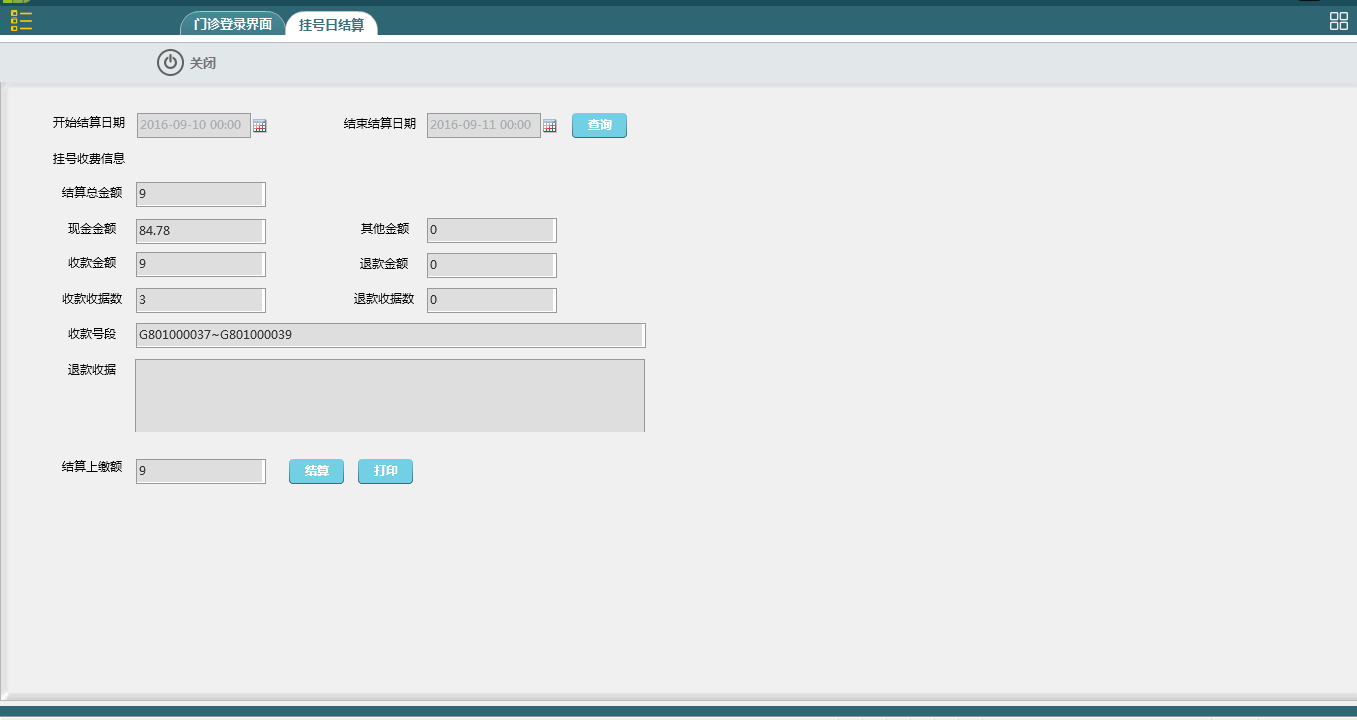 门诊登录界面 挂号日结算
关闭
开始结算日期 2016-09-10 00:00 结束结算日期 2016-09-11 00:00 查询
挂号收费信息
结算总金额 9
现金金额 84.78 其他金额 0
收款金额 9 退款金额 0
收款收据数 3 退款收据数 0
收款号段 G801000037~G801000039
退款收据
结算上缴额 9 结算 打印